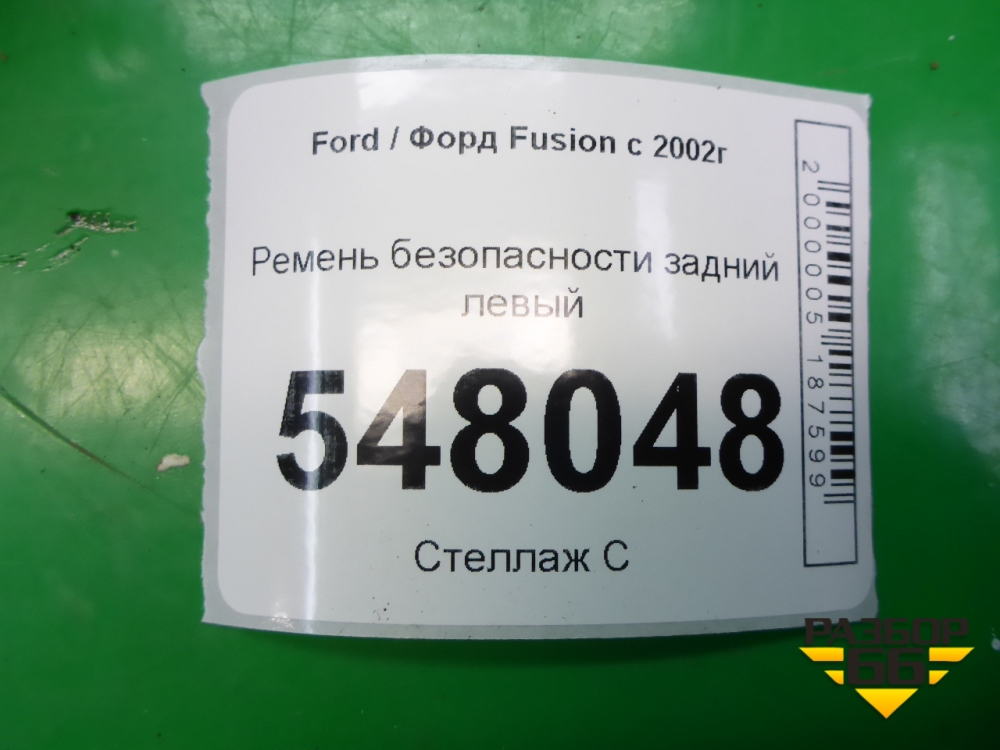 Ford / Форд Fusion с 2002г
Ремень безопасности задний
левый
548048
Стеллаж С
2000005187599
РАЗБОР
66